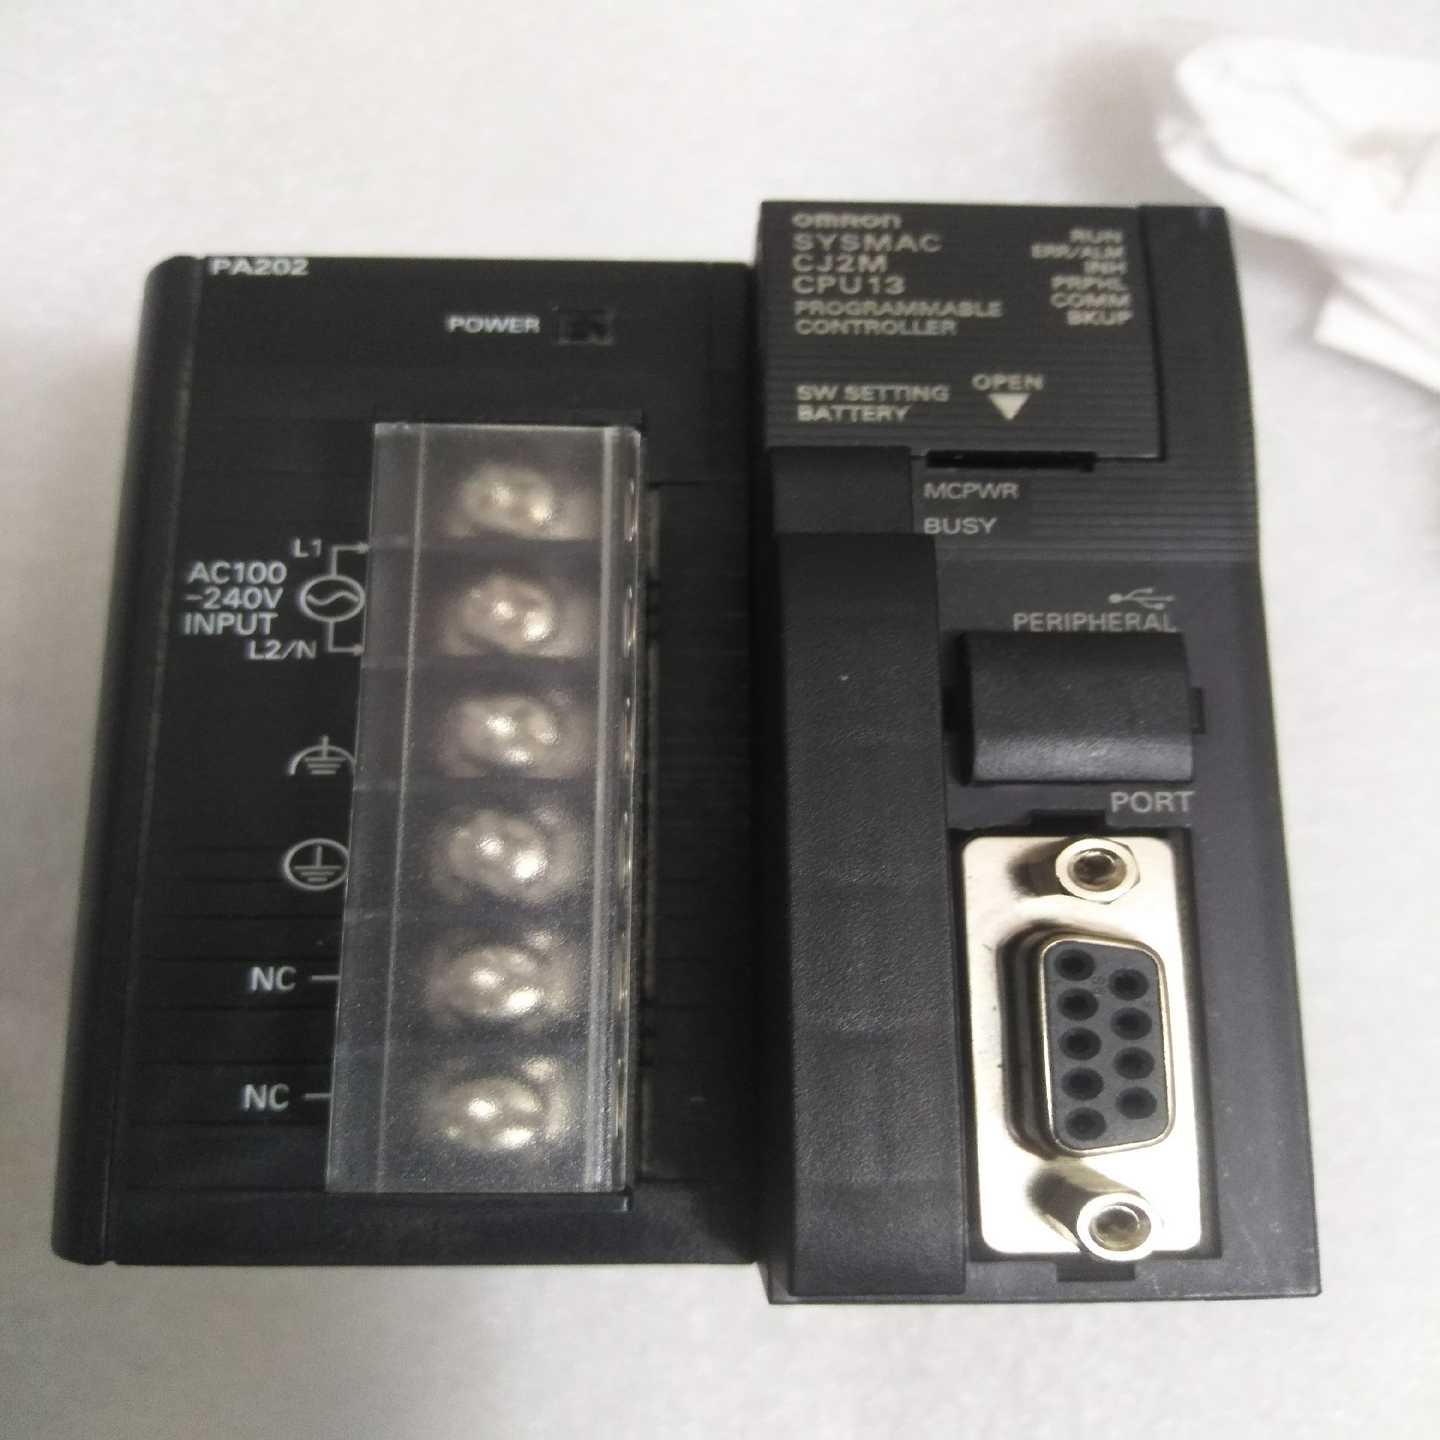 PA202
POWER
L1
AC100
-240V
INPUT
L2/N
NC
NC
OMRON
SYSMAC
CJ2M
CPU13
PROGRAMMABLE
CONTROLLER
RUN
ERR/ALM
INH
PRPHL
COMM
BKUP
SW SETTING
BATTERY
OPEN
MCPWR
BUSY
PERIPHERAL
PORT